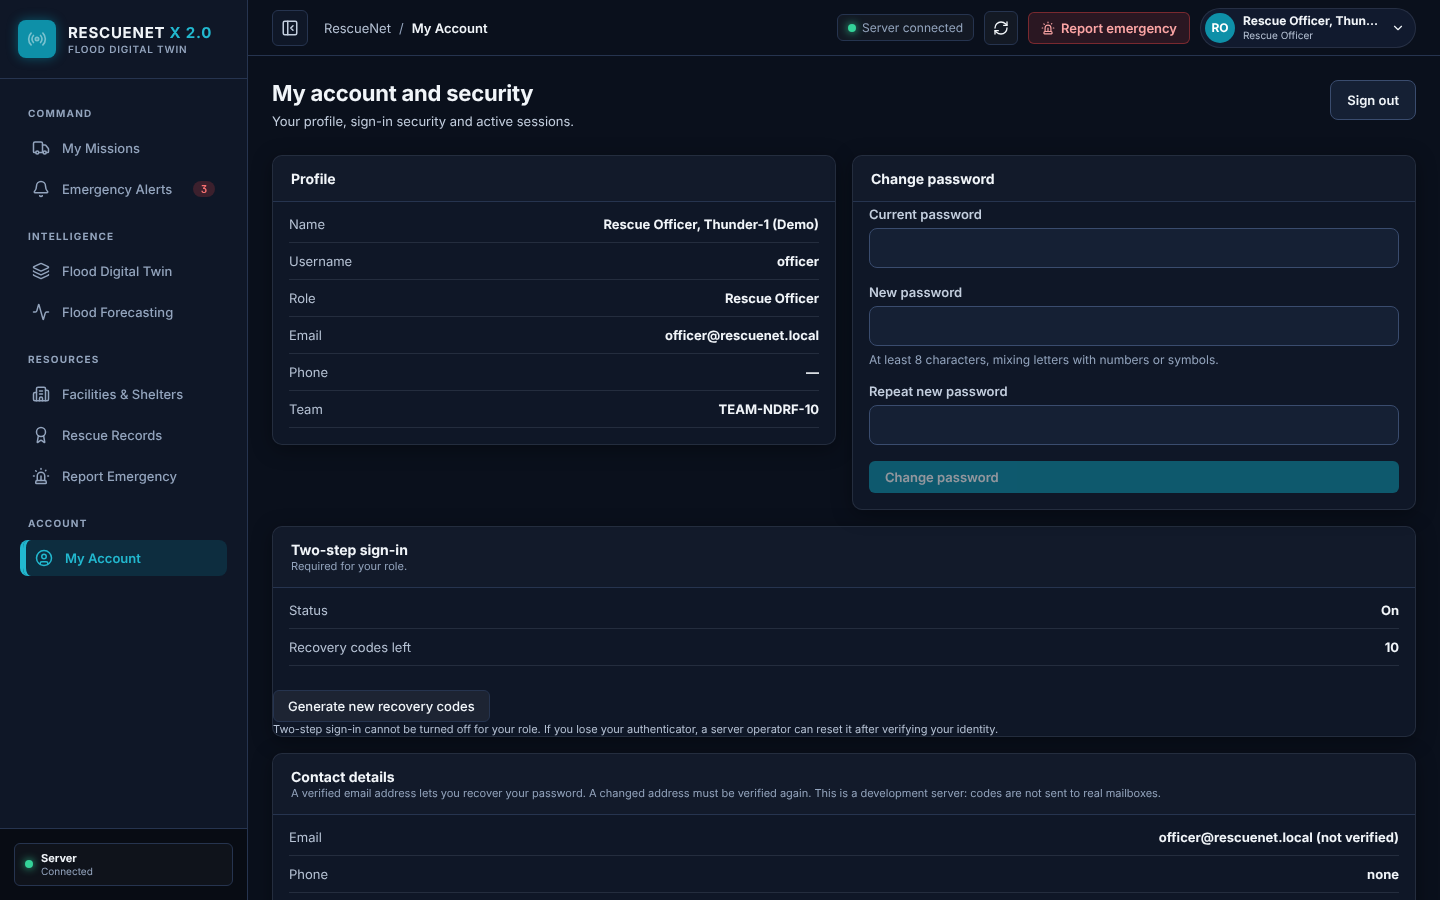 RESCUENET X 2.0
FLOOD DIGITAL TWIN
COMMAND
My Missions
Emergency Alerts 3
INTELLIGENCE
Flood Digital Twin
Flood Forecasting
RESOURCES
Facilities & Shelters
Rescue Records
Report Emergency
ACCOUNT
My Account
Server
Connected
RescueNet / My Account
Server connected
Report emergency
RO
Rescue Officer, Thun...
Rescue Officer
My account and security
Your profile, sign-in security and active sessions.
Sign out
Profile
Name Rescue Officer, Thunder-1 (Demo)
Username officer
Role Rescue Officer
Email officer@rescuenet.local
Phone —
Team TEAM-NDRF-10
Change password
Current password
New password
At least 8 characters, mixing letters with numbers or symbols.
Repeat new password
Change password
Two-step sign-in
Required for your role.
Status On
Recovery codes left 10
Generate new recovery codes
Two-step sign-in cannot be turned off for your role. If you lose your authenticator, a server operator can reset it after verifying your identity.
Contact details
A verified email address lets you recover your password. A changed address must be verified again. This is a development server: codes are not sent to real mailboxes.
Email officer@rescuenet.local (not verified)
Phone none